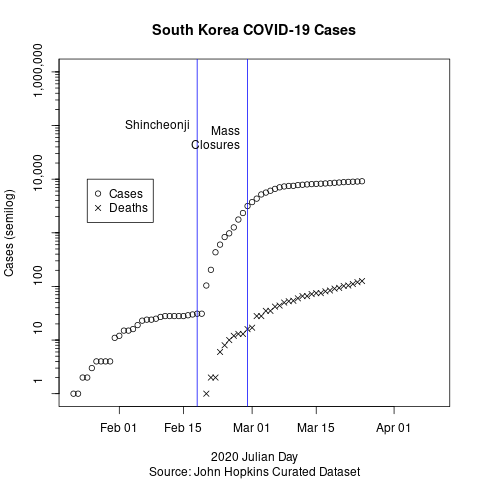 South Korea COVID-19 Cases
Cases (semilog)
1,000,000
10,000
100
10
1
Shincheonji
Mass
Closures
Cases
Deaths
Feb 01
Feb 15
Mar 01
Mar 15
Apr 01
2020 Julian Day
Source: John Hopkins Curated Dataset